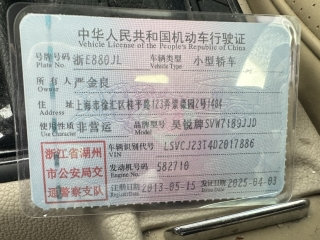 中华人民共和国机动车行驶证
Vehicle License of the People's Republic of China
号牌号码 浙E880JL 车辆类型 小型轿车
Plate No. Vehicle Type
所有人 严金良
Owner
住址 上海市徐汇区桂平路123弄 2号1404
Address
使用性质 非营运 品牌型号 昊锐牌SVW7189JJD
Use Character Model
浙江省湖州
市公安局交
通警察支队
车辆识别代号 LSVCJ23T4D2017886
VIN
发动机号码 582710
Engine No.
注册日期 2013-05-15 发证日期 2025-04-03
Register Date Issue Date